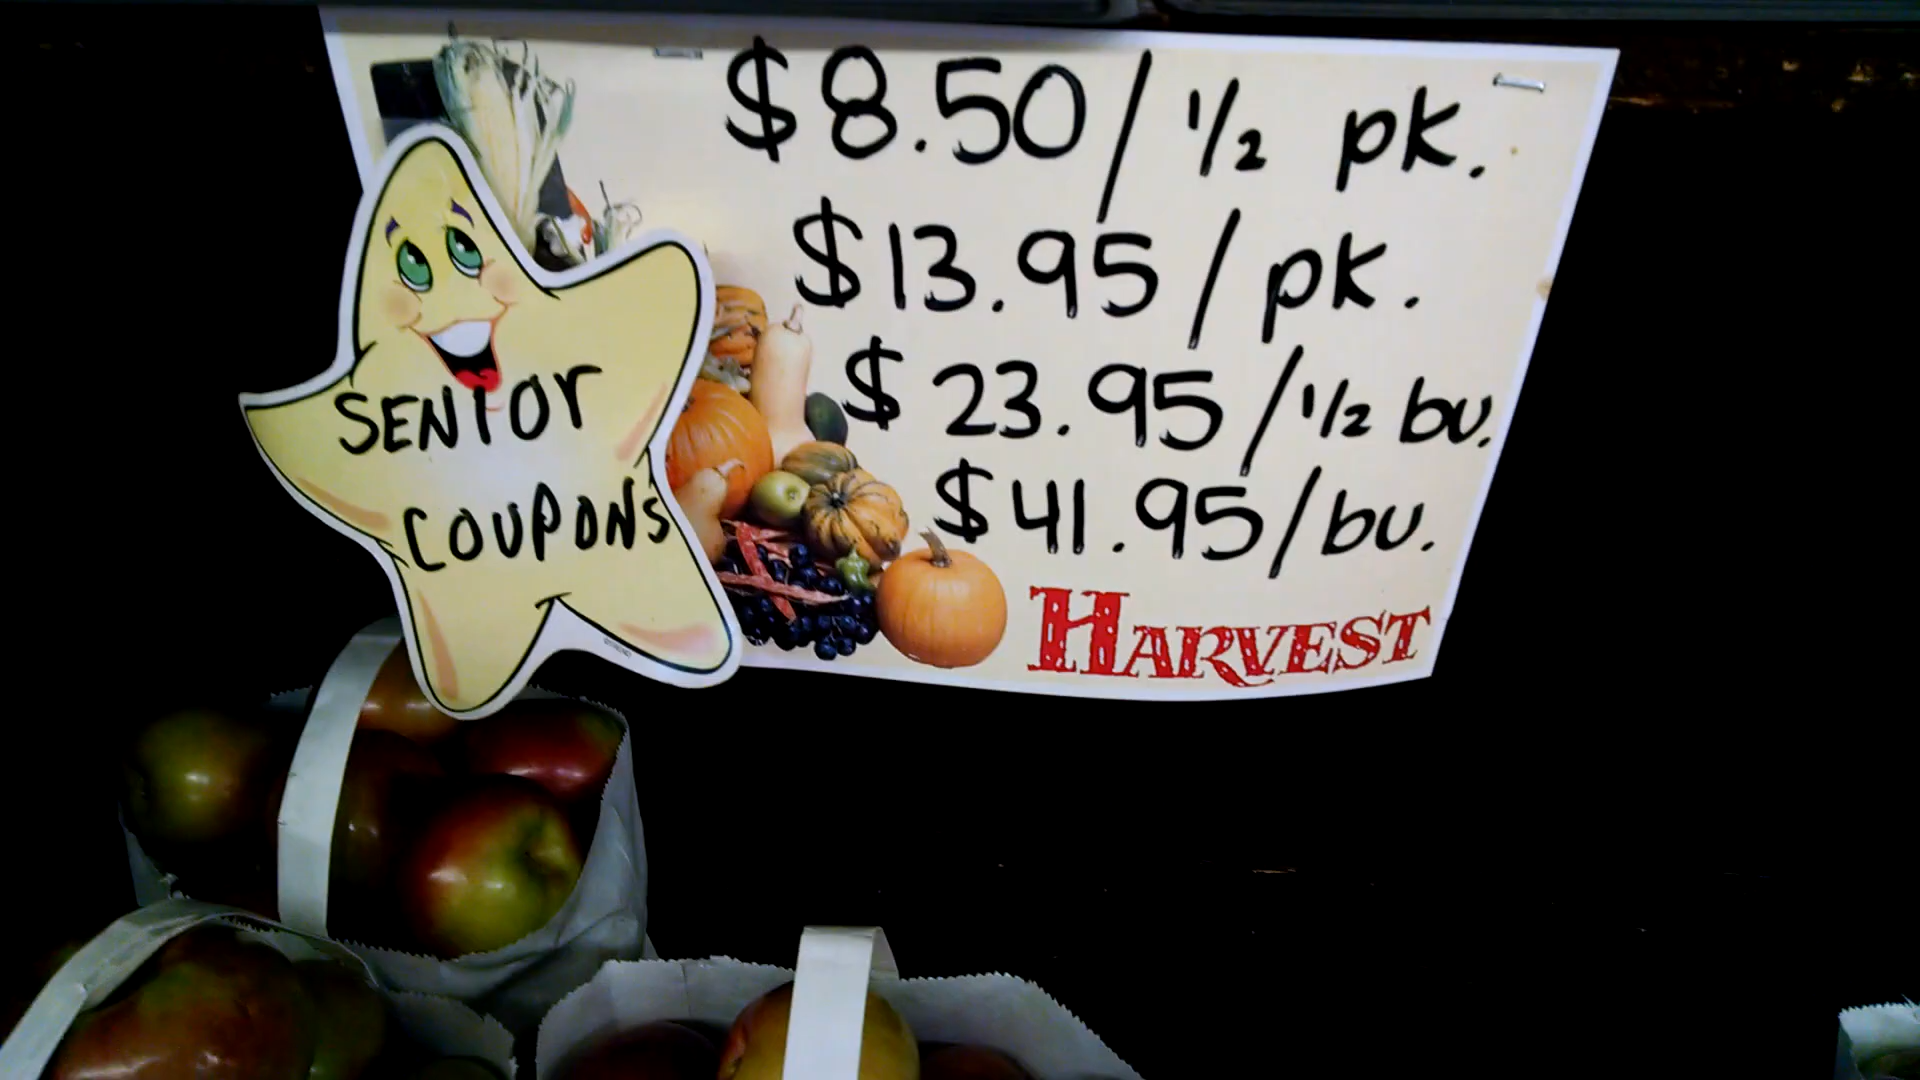 $8.50/ 1/2 pk.
$13.95/pk.
$23.95/1/2 bu.
$41.95/bu.
HARVEST
SENIOr
COUPONS